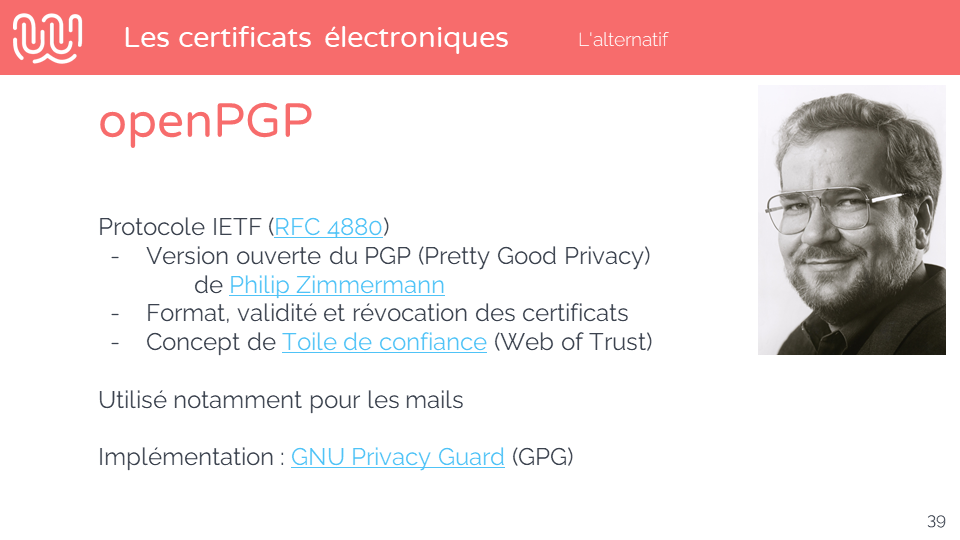 Les certificats électroniques
L'alternatif
openPGP
Protocole IETF (RFC 4880)
- Version ouverte du PGP (Pretty Good Privacy)
de Philip Zimmermann
- Format, validité et révocation des certificats
- Concept de Toile de confiance (Web of Trust)
Utilisé notamment pour les mails
Implémentation : GNU Privacy Guard (GPG)
39